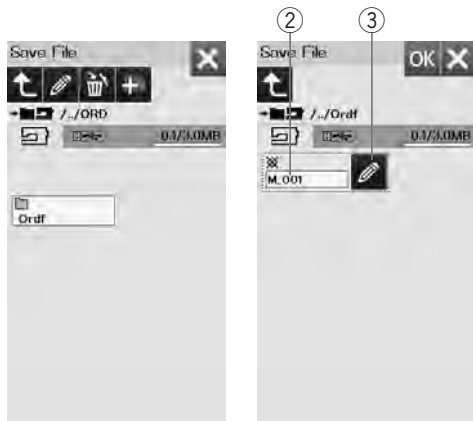 ② ③
Save File
/../ORD
0.1/3.0MB
Ordf
Save File
OK
/../Ordf
0.1/3.0MB
M_001